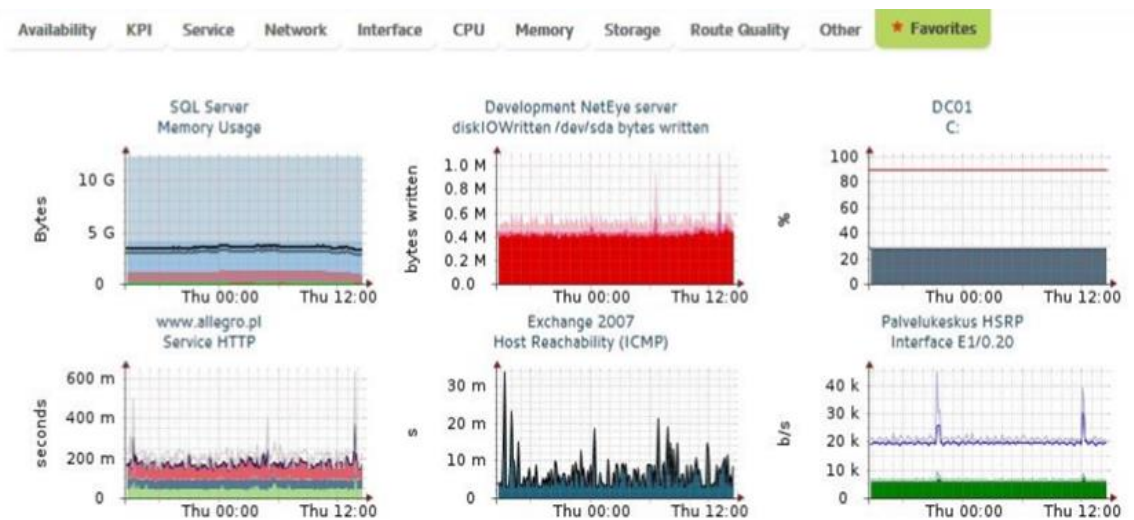 Availability KPI Service Network Interface CPU Memory Storage Route Quality Other Favorites
SQL Server
Memory Usage
Bytes
10 G
5 G
0
Thu 00:00 Thu 12:00
Development NetEye server
diskIOWritten /dev/sda bytes written
bytes written
1.0 M
0.8 M
0.6 M
0.4 M
0.2 M
0.0
Thu 00:00 Thu 12:00
DC01
C:
%
100
80
60
40
20
0
Thu 00:00 Thu 12:00
www.allegro.pl
Service HTTP
seconds
600 m
400 m
200 m
0
Thu 00:00 Thu 12:00
Exchange 2007
Host Reachability (ICMP)
s
30 m
20 m
10 m
0
Thu 00:00 Thu 12:00
Palvelukeskus HSRP
Interface E1/0.20
b/s
40 k
30 k
20 k
10 k
0
Thu 00:00 Thu 12:00